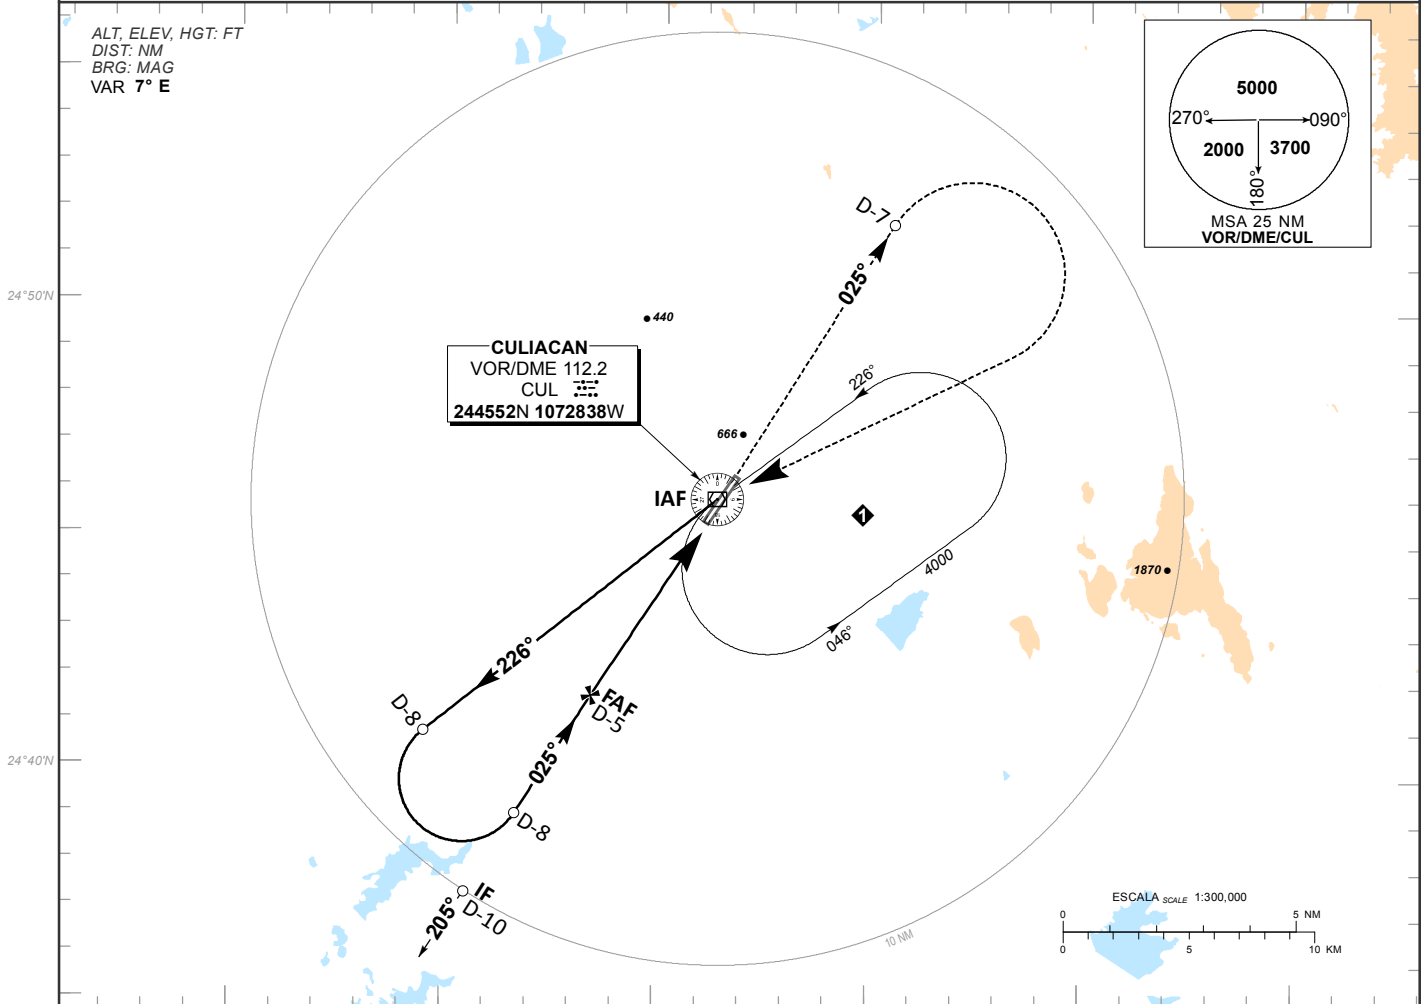 ALT, ELEV, HGT: FT
DIST: NM
BRG: MAG
VAR 7° E
5000
270°
090°
2000
3700
180°
MSA 25 NM
VOR/DME/CUL
D-7
025°
24°50'N
440
CULIACAN
VOR/DME 112.2
CUL
244552N 1072838W
226°
666
IAF
1
4000
1870
046°
226°
D-8
FAF
D-5
025°
24°40'N
D-8
IF
D-10
205°
10 NM
ESCALA SCALE 1:300,000
0 5 NM
0 5 10 KM